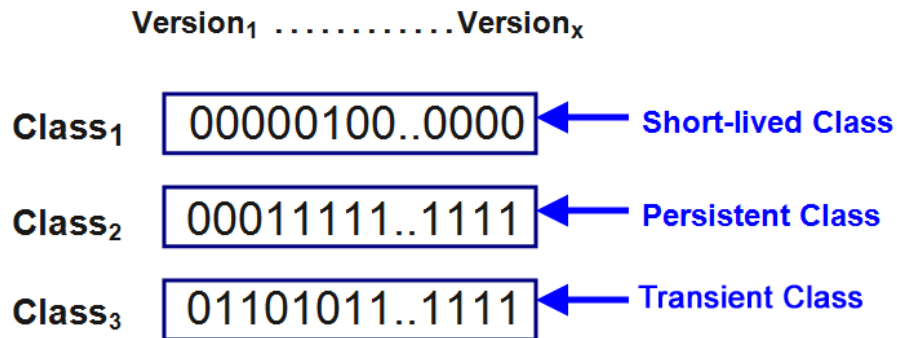 Version₁ ............Versionₓ
Class₁ 00000100..0000 Short-lived Class
Class₂ 00011111..1111 Persistent Class
Class₃ 01101011..1111 Transient Class